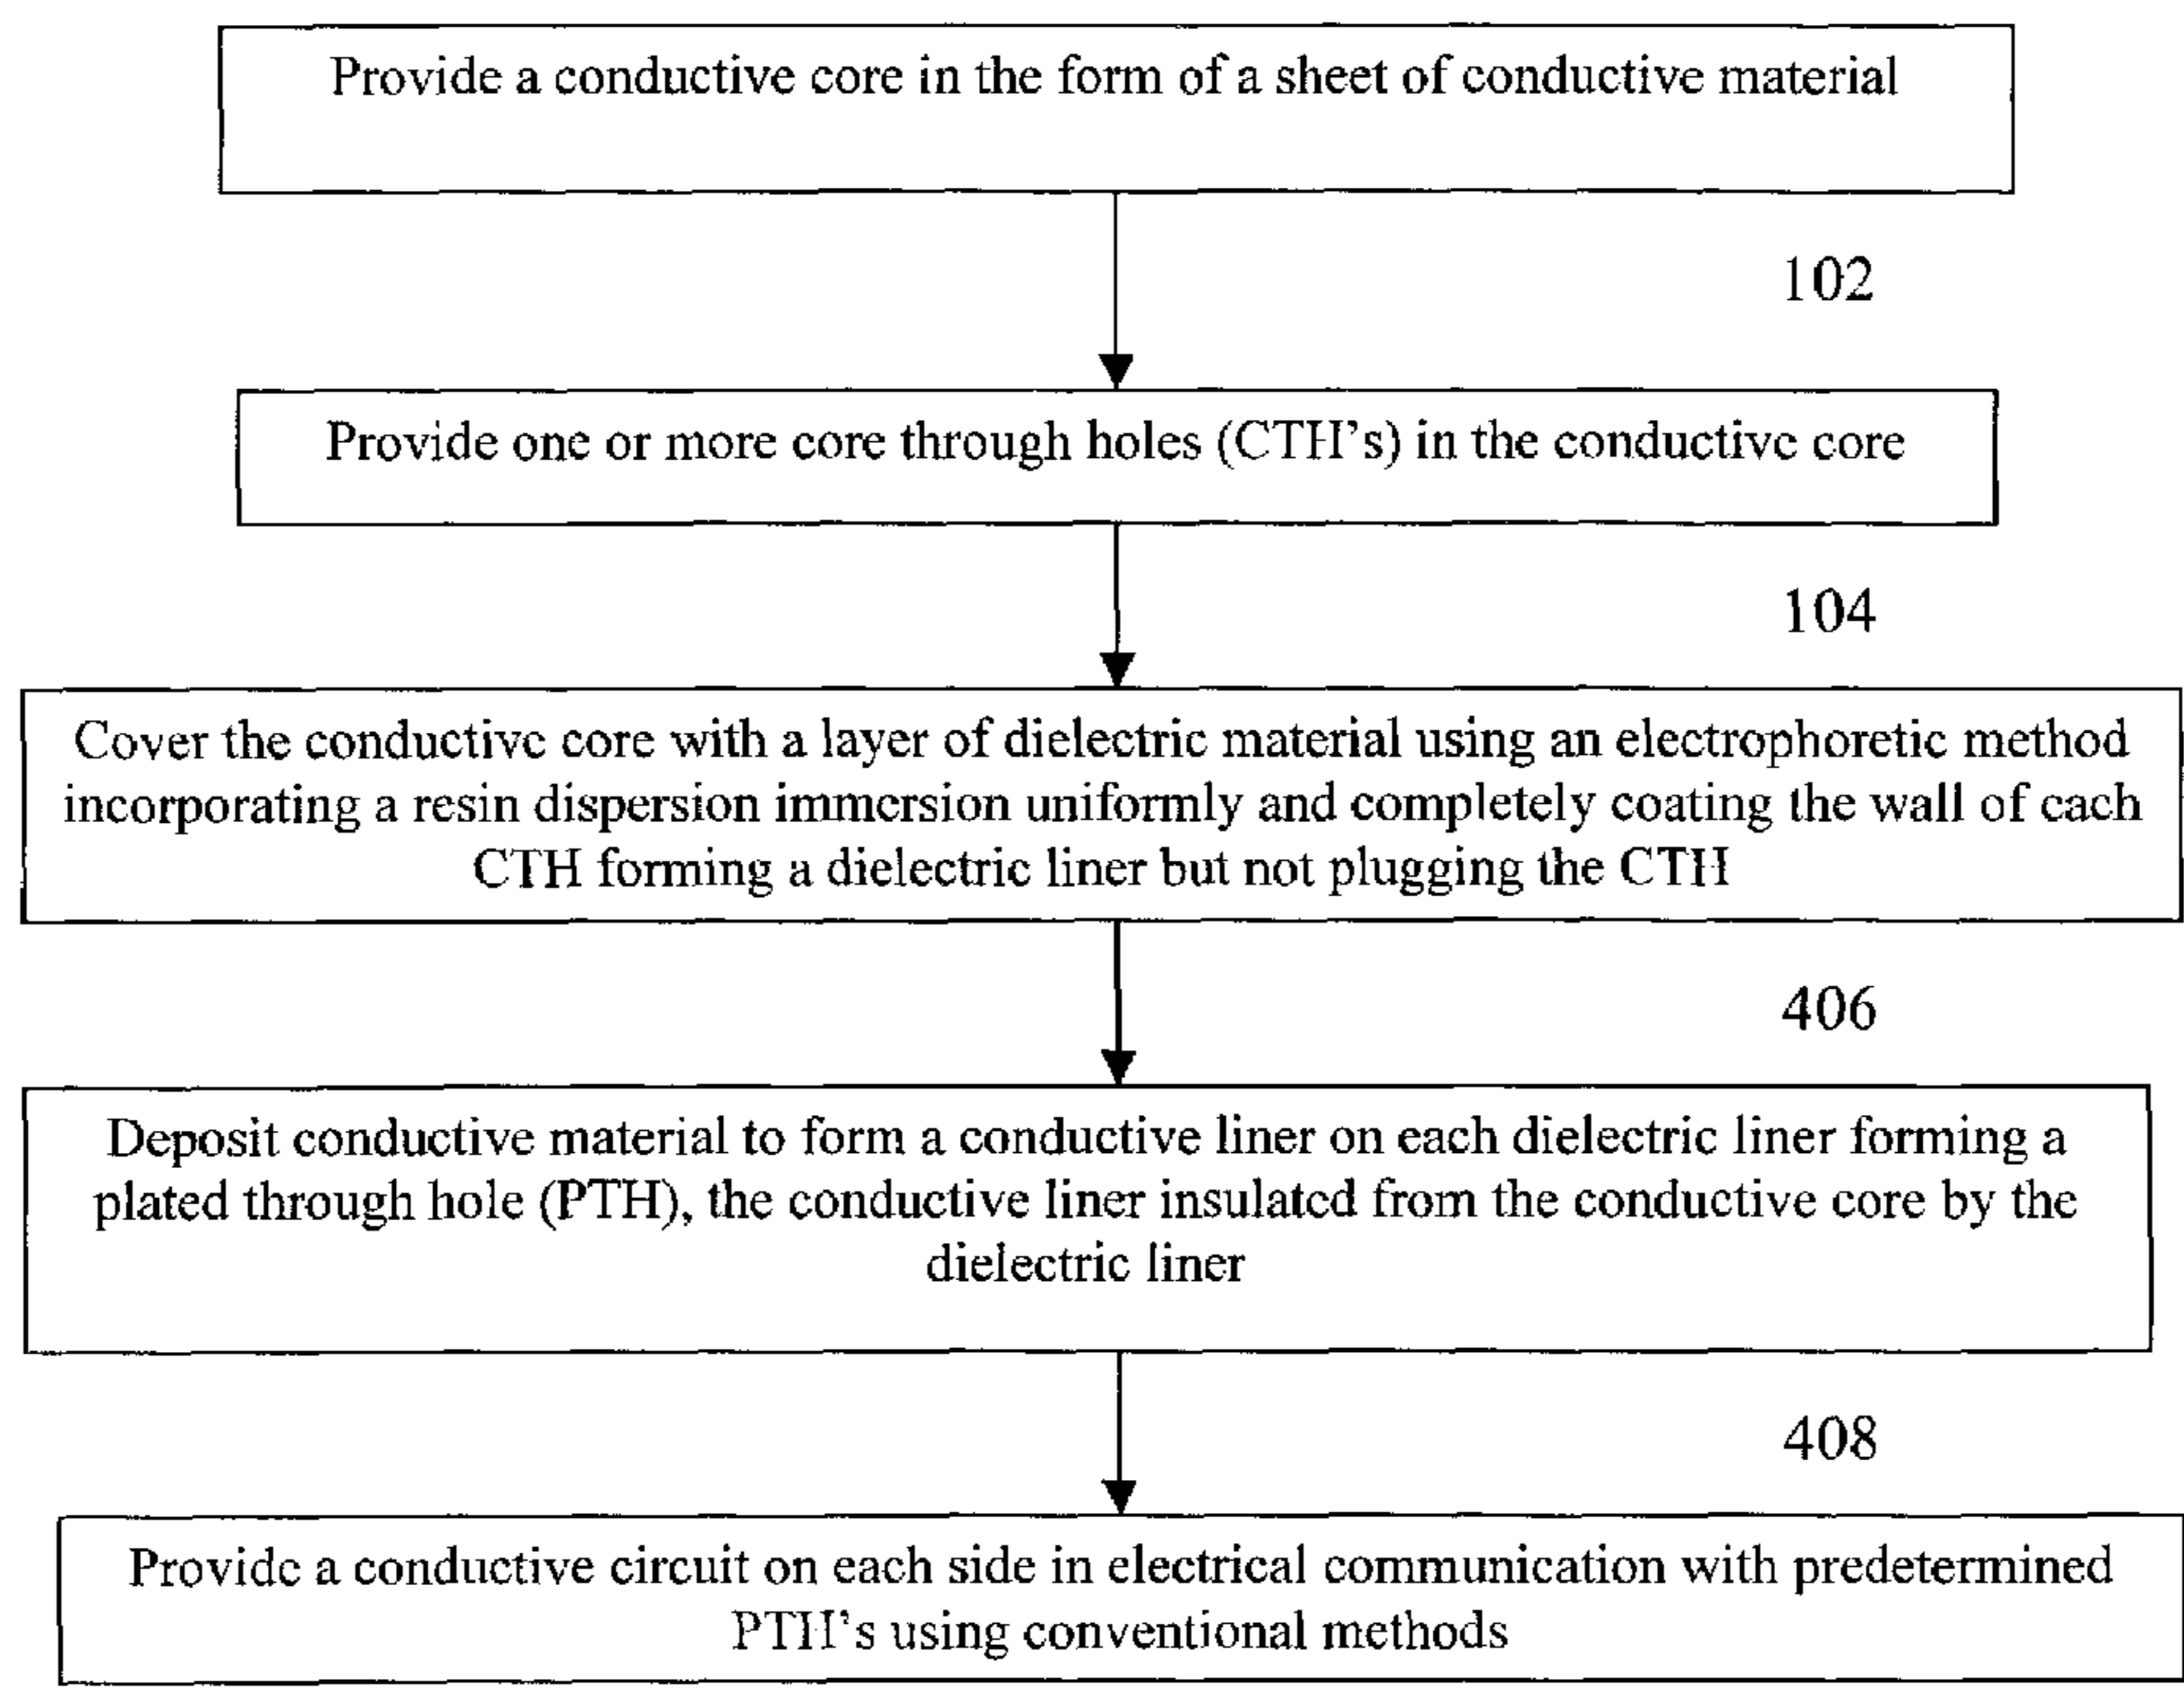 Provide a conductive core in the form of a sheet of conductive material
102
Provide one or more core through holes (CTH's) in the conductive core
104
Cover the conductive core with a layer of dielectric material using an electrophoretic method
incorporating a resin dispersion immersion uniformly and completely coating the wall of each
CTH forming a dielectric liner but not plugging the CTH
406
Deposit conductive material to form a conductive liner on each dielectric liner forming a
plated through hole (PTH), the conductive liner insulated from the conductive core by the
dielectric liner
408
Provide a conductive circuit on each side in electrical communication with predetermined
PTH's using conventional methods